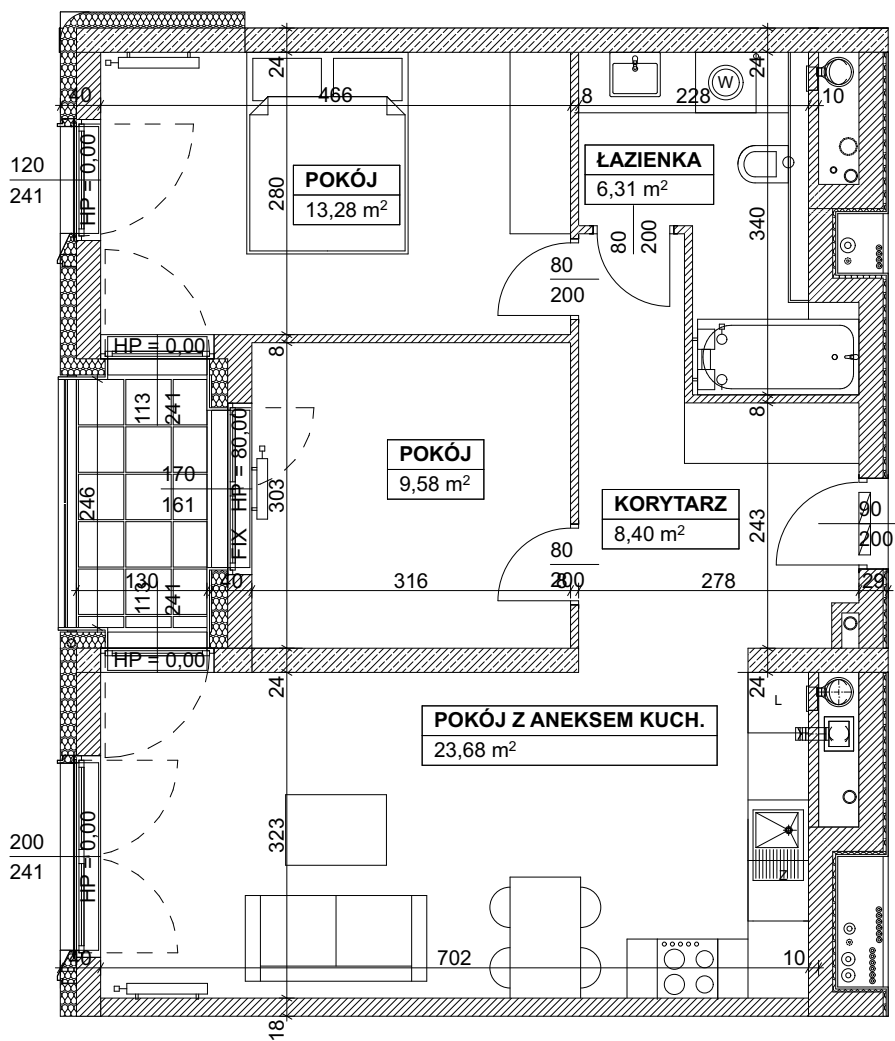 24
24
40
466
8
228
10
W
HP = 0,00
120
241
POKÓJ
13,28 m²
280
ŁAZIENKA
6,31 m²
80
200
340
80
200
HP = 0,00
8
113
241
8
POKÓJ
9,58 m²
170
161
FIX HP = 80,00
303
246
KORYTARZ
8,40 m²
243
90
200
80
200
130
40
316
8
278
29
113
241
HP = 0,00
24
24
L
POKÓJ Z ANEKSEM KUCH.
23,68 m²
323
200
241
HP = 0,00
Z
40
702
10
18